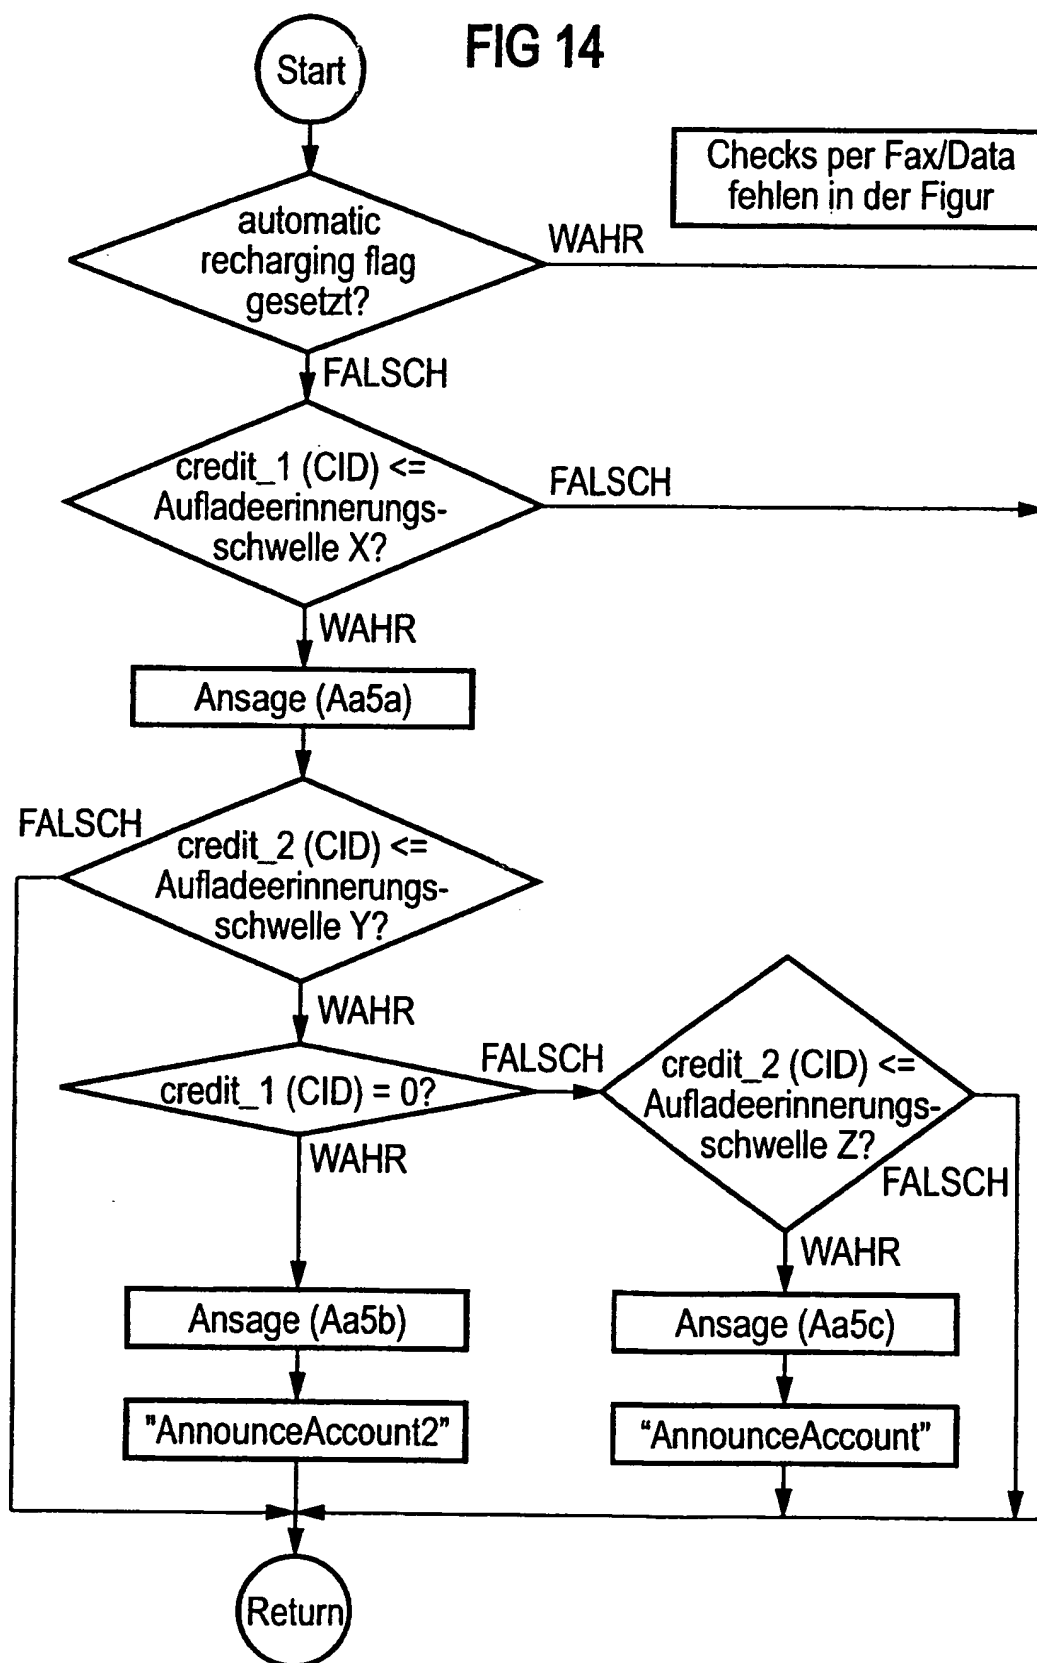 FIG 14
Start
Checks per Fax/Data
fehlen in der Figur
automatic
recharging flag
gesetzt?
WAHR
FALSCH
credit_1 (CID) <=
Aufladeerinnerungs-
schwelle X?
FALSCH
WAHR
Ansage (Aa5a)
FALSCH
credit_2 (CID) <=
Aufladeerinnerungs-
schwelle Y?
WAHR
credit_1 (CID) = 0?
FALSCH
credit_2 (CID) <=
Aufladeerinnerungs-
schwelle Z?
WAHR
FALSCH
WAHR
Ansage (Aa5b)
Ansage (Aa5c)
"AnnounceAccount2"
“AnnounceAccount"
Return